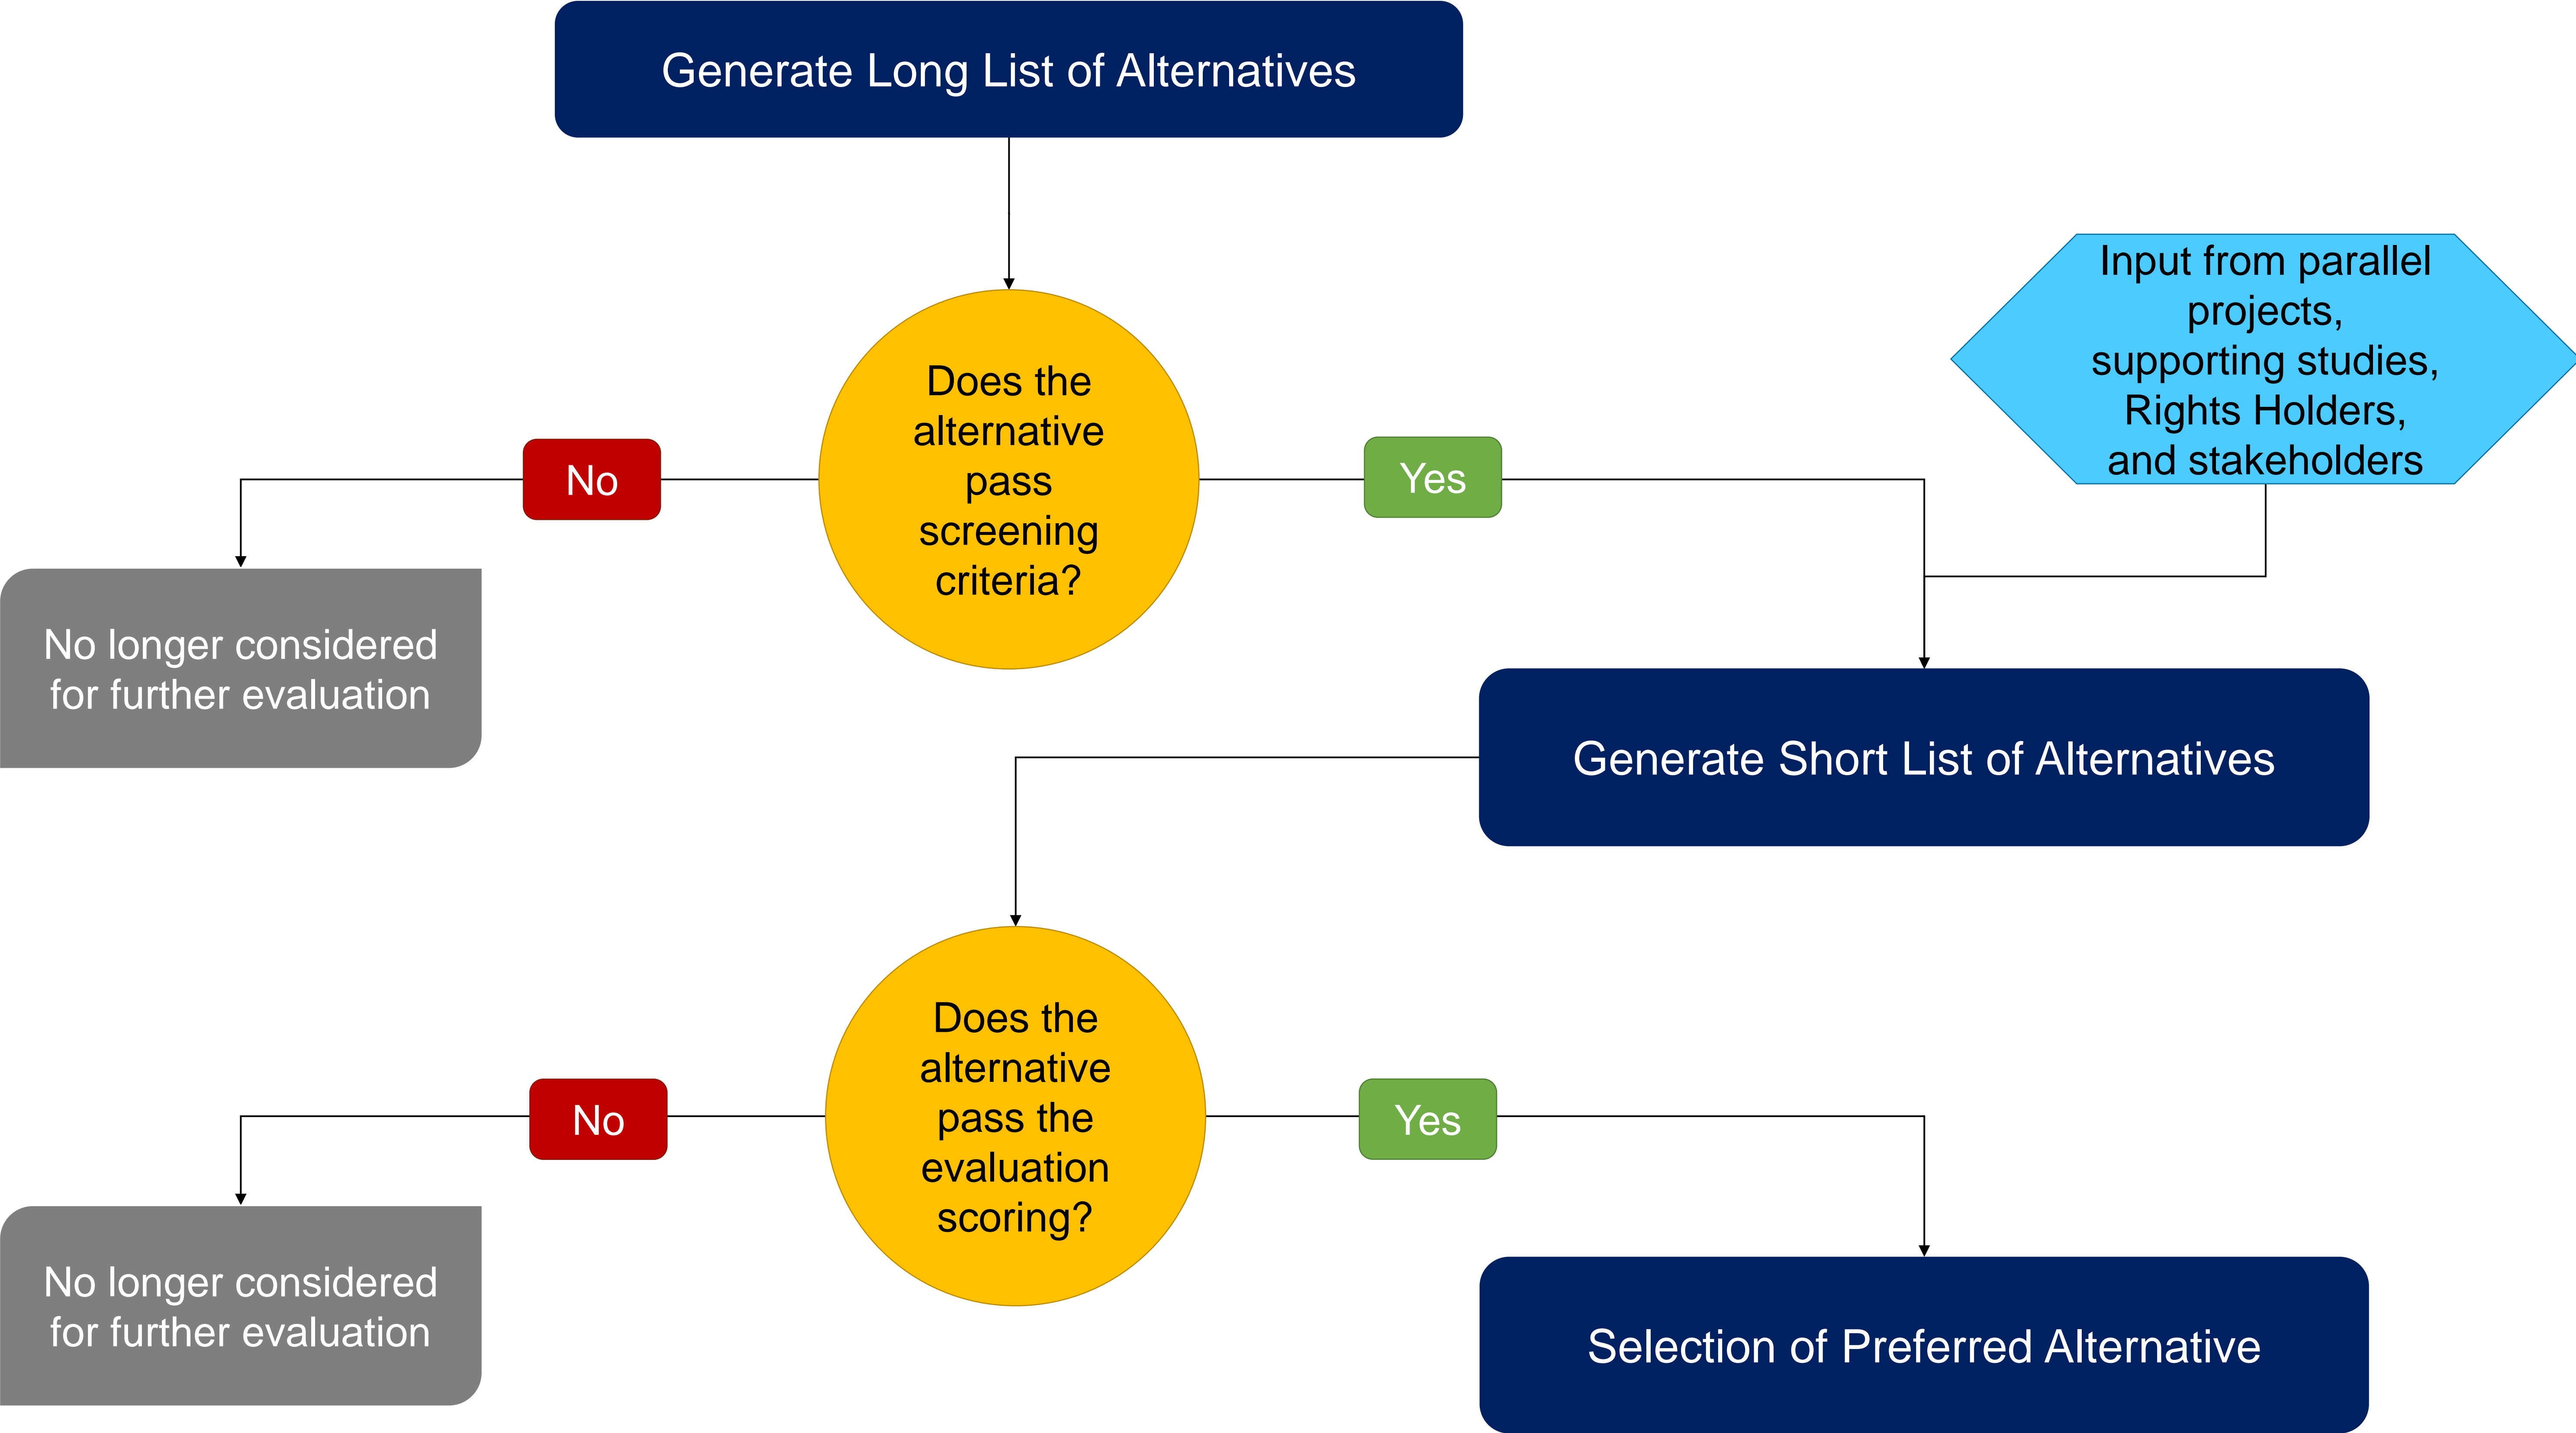 Generate Long List of Alternatives
Input from parallel
projects,
supporting studies,
Rights Holders,
and stakeholders
Does the
alternative
pass
screening
criteria?
No
Yes
No longer considered
for further evaluation
Generate Short List of Alternatives
Does the
alternative
pass the
evaluation
scoring?
No
Yes
No longer considered
for further evaluation
Selection of Preferred Alternative